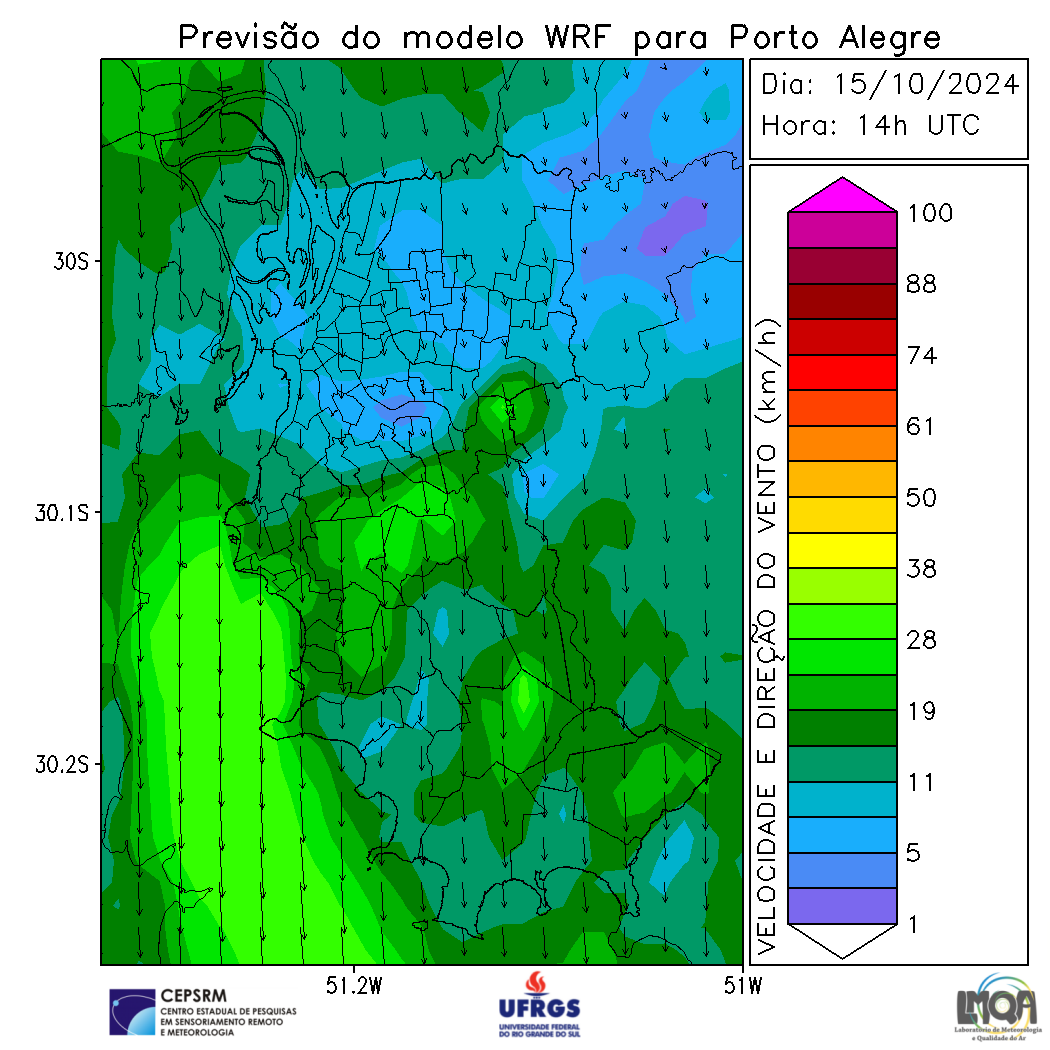 Previsão do modelo WRF para Porto Alegre
Dia: 15/10/2024
Hora: 14h UTC
30S
30.1S
30.2S
51.2W
51W
VELOCIDADE E DIREÇÃO DO VENTO (km/h)
100
88
74
61
50
38
28
19
11
5
1
CEPSRM
CENTRO ESTADUAL DE PESQUISAS
EM SENSORIAMENTO REMOTO
E METEOROLOGIA
UFRGS
UNIVERSIDADE FEDERAL
DO RIO GRANDE DO SUL
LMQA
Laboratório de Meteorologia
e Qualidade do Ar